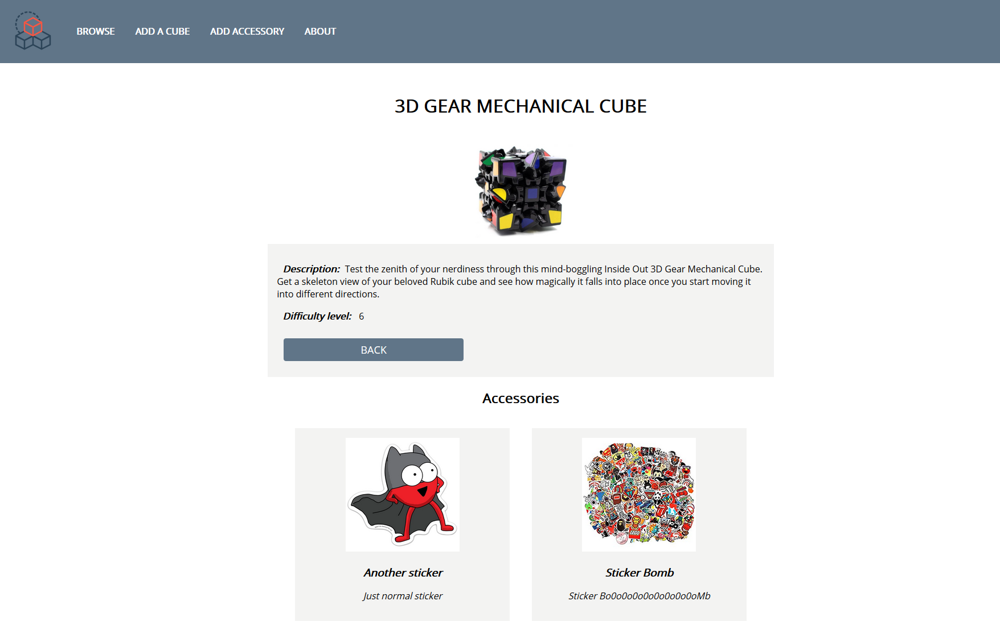 BROWSE ADD A CUBE ADD ACCESSORY ABOUT
3D GEAR MECHANICAL CUBE
Description: Test the zenith of your nerdiness through this mind-boggling Inside Out 3D Gear Mechanical Cube.
Get a skeleton view of your beloved Rubik cube and see how magically it falls into place once you start moving it
into different directions.
Difficulty level: 6
BACK
Accessories
LEGO
Another sticker
Sticker Bomb
Just normal sticker
Sticker Bo0o0o0o0o0o0o0o0oMb